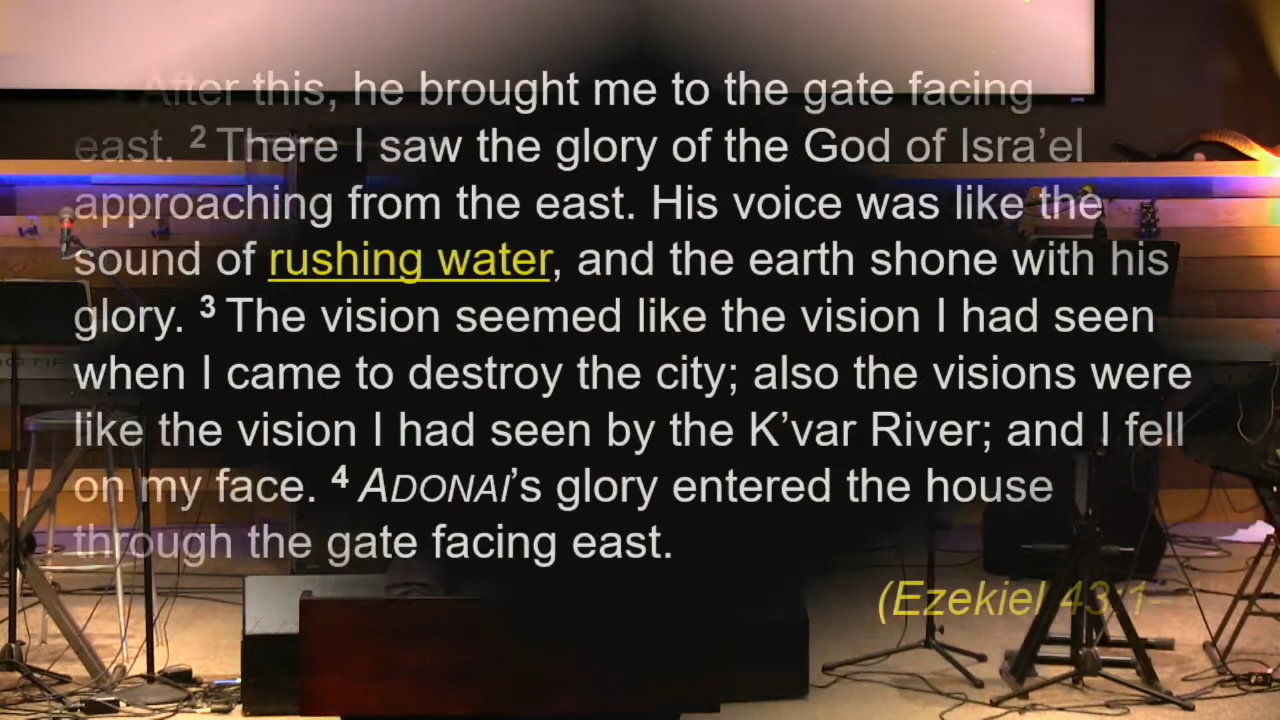 After this, he brought me to the gate facing
east. 2 There I saw the glory of the God of Isra’el
approaching from the east. His voice was like the
sound of rushing water, and the earth shone with his
glory. 3 The vision seemed like the vision I had seen
when I came to destroy the city; also the visions were
like the vision I had seen by the K’var River; and I fell
on my face. 4 ADONAI’s glory entered the house
through the gate facing east.
(Ezekiel 43:1-